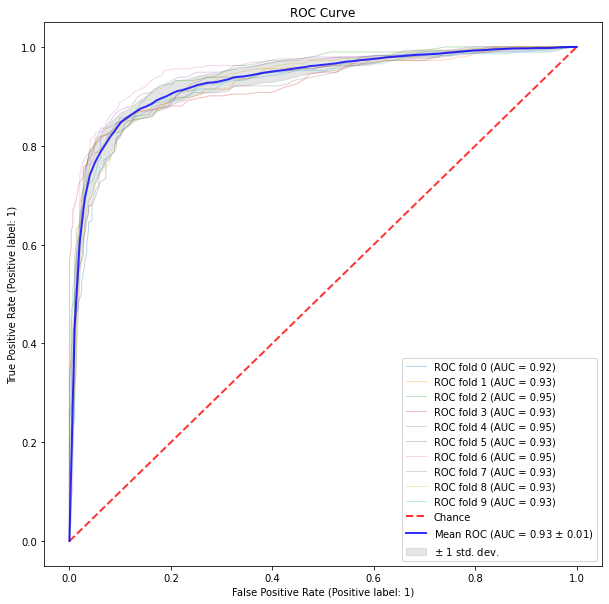 ROC Curve
True Positive Rate (Positive label: 1)
1.0
0.8
0.6
0.4
0.2
0.0
ROC fold 0 (AUC = 0.92)
ROC fold 1 (AUC = 0.93)
ROC fold 2 (AUC = 0.95)
ROC fold 3 (AUC = 0.93)
ROC fold 4 (AUC = 0.95)
ROC fold 5 (AUC = 0.93)
ROC fold 6 (AUC = 0.95)
ROC fold 7 (AUC = 0.93)
ROC fold 8 (AUC = 0.93)
ROC fold 9 (AUC = 0.93)
Chance
Mean ROC (AUC = 0.93 ± 0.01)
± 1 std. dev.
0.0 0.2 0.4 0.6 0.8 1.0
False Positive Rate (Positive label: 1)